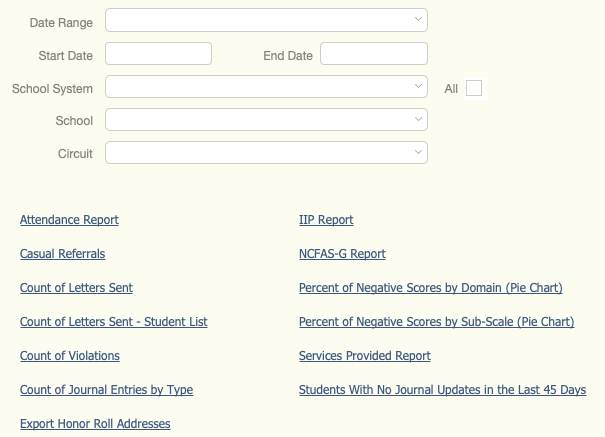 Date Range
Start Date End Date
School System All
School
Circuit
Attendance Report IIP Report
Casual Referrals NCFAS-G Report
Count of Letters Sent Percent of Negative Scores by Domain (Pie Chart)
Count of Letters Sent - Student List Percent of Negative Scores by Sub-Scale (Pie Chart)
Count of Violations Services Provided Report
Count of Journal Entries by Type Students With No Journal Updates in the Last 45 Days
Export Honor Roll Addresses